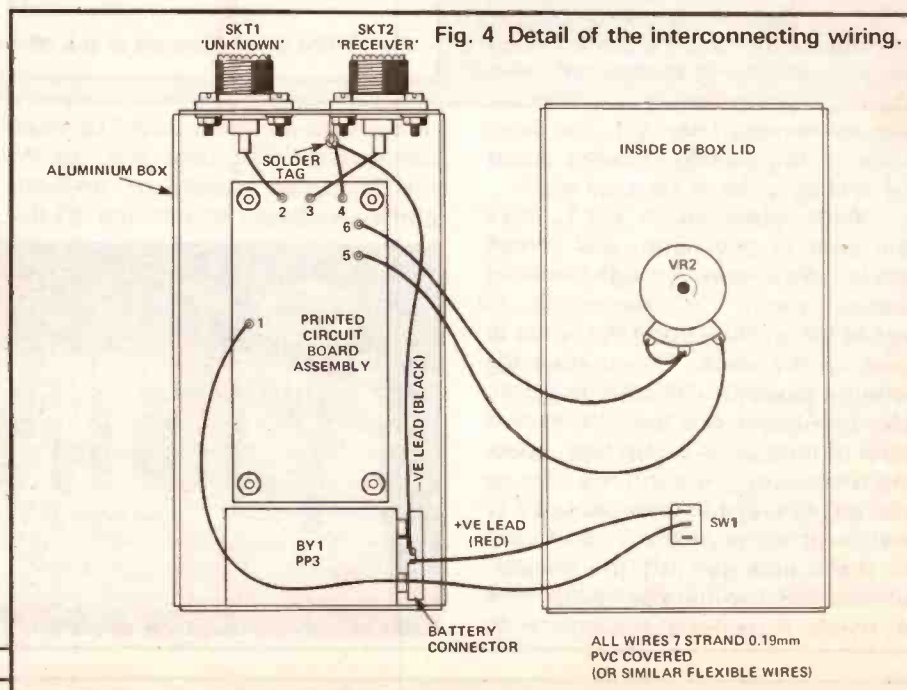 SKT1
'UNKNOWN'
SKT2
'RECEIVER'
Fig. 4 Detail of the interconnecting wiring.
ALUMINIUM BOX
SOLDER
TAG
2
3
4
6
5
1
PRINTED
CIRCUIT
BOARD
ASSEMBLY
–VE LEAD (BLACK)
BY1
PP3
+VE LEAD
(RED)
BATTERY
CONNECTOR
INSIDE OF BOX LID
VR2
SW1
ALL WIRES 7 STRAND 0.19mm
PVC COVERED
(OR SIMILAR FLEXIBLE WIRES)